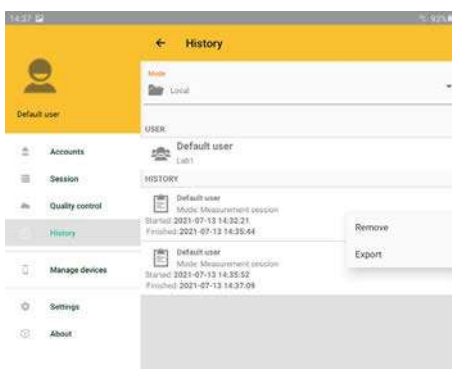 14:37
92%
Default user
Accounts
Session
Quality control
History
Manage devices
Settings
About
← History
Mode
Local
USER
Default user
Lab1
HISTORY
Default user
Mode: Measurement session
Started: 2021-07-13 14:32:21
Finished: 2021-07-13 14:35:44
Default user
Mode: Measurement session
Started: 2021-07-13 14:35:52
Finished: 2021-07-13 14:37:09
Remove
Export